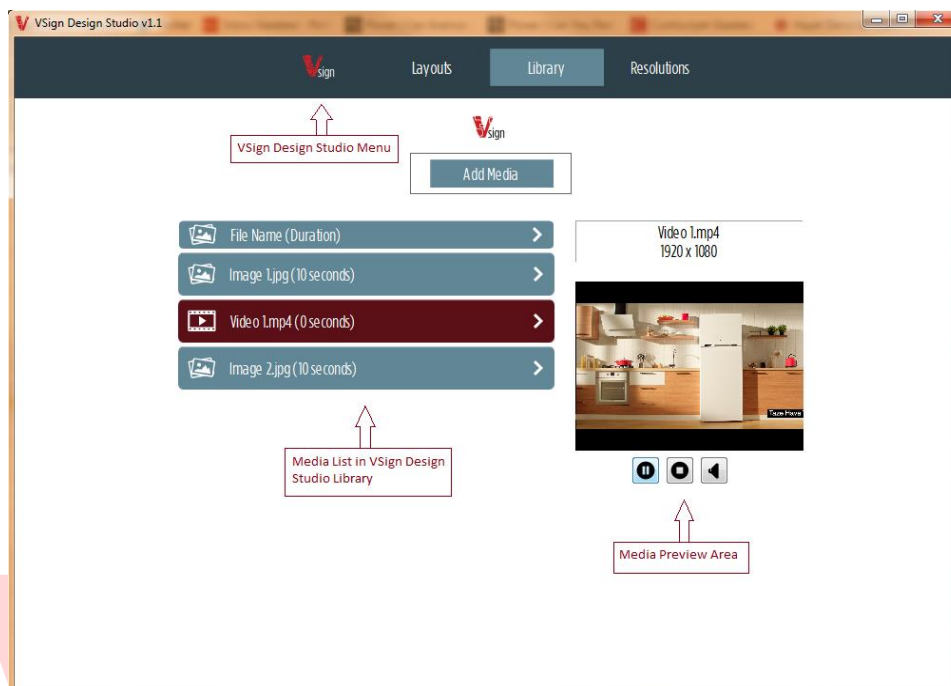 VSign Design Studio v1.1
Vsign Layouts Library Resolutions
VSign Design Studio Menu
Vsign
Add Media
File Name (Duration)
Image 1.jpg (10 seconds)
Video 1.mp4 (0 seconds)
Image 2.jpg (10 seconds)
Video 1.mp4
1920 x 1080
Taze Hava
Media List in VSign Design
Studio Library
Media Preview Area